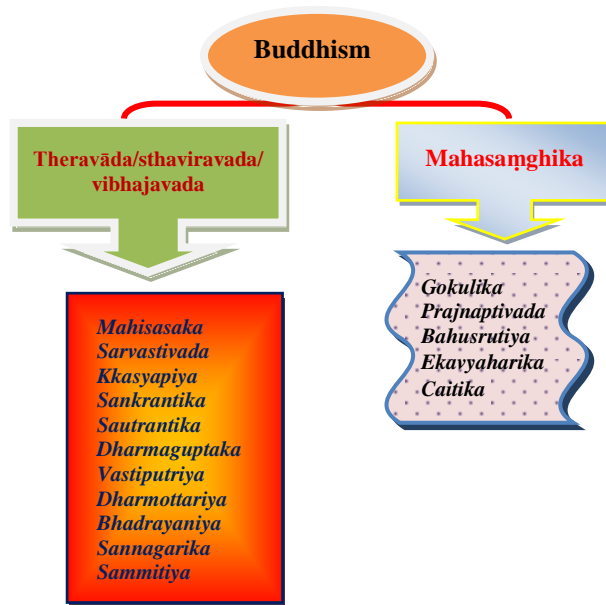 Buddhism
Theravāda/sthaviravada/
vibhajavada
Mahasaṃghika
Mahisasaka
Sarvastivada
Kkasyapiya
Sankrantika
Sautrantika
Dharmaguptaka
Vastiputriya
Dharmottariya
Bhadrayaniya
Sannagarika
Sammitiya
Gokulika
Prajnaptivada
Bahusrutiya
Ekavyaharika
Caitika